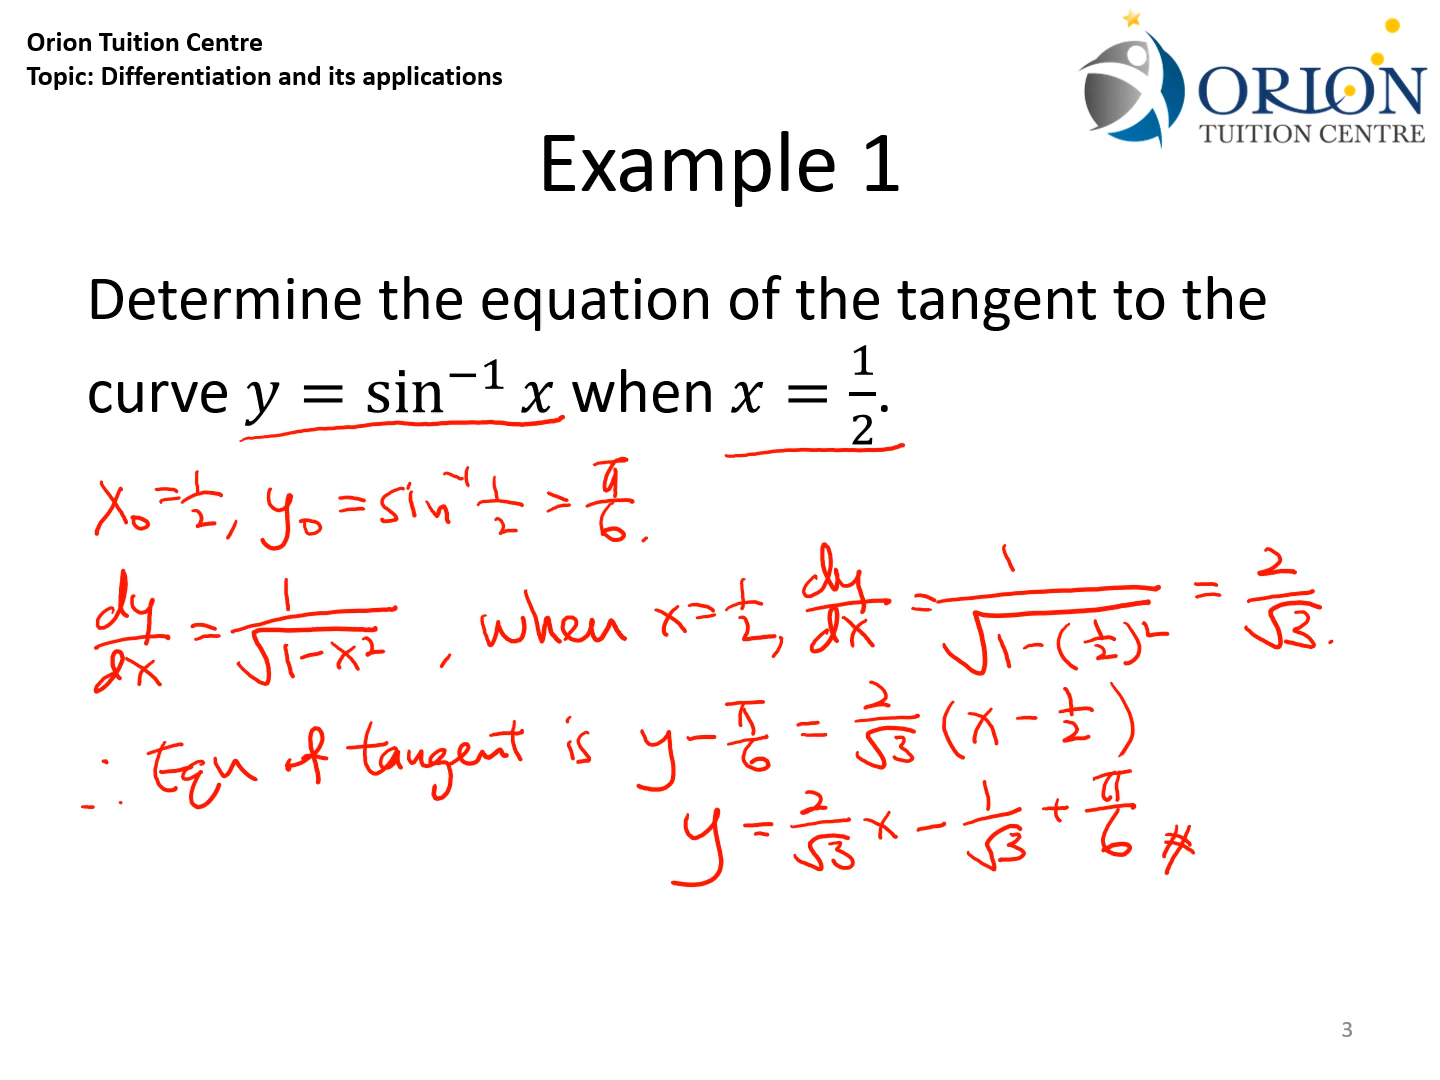 Orion Tuition Centre
Topic: Differentiation and its applications
ORION
TUITION CENTRE
Example 1
Determine the equation of the tangent to the
curve y = sin⁻¹ x when x = 1/2.
x₀ = 1/2, y₀ = sin⁻¹ 1/2 = π/6.
dy/dx = 1/√(1-x²), when x = 1/2, dy/dx = 1/√(1-(1/2)²) = 2/√3.
∴ Eqn of tangent is y - π/6 = 2/√3 (x - 1/2)
y = 2/√3 x - 1/√3 + π/6 #
3